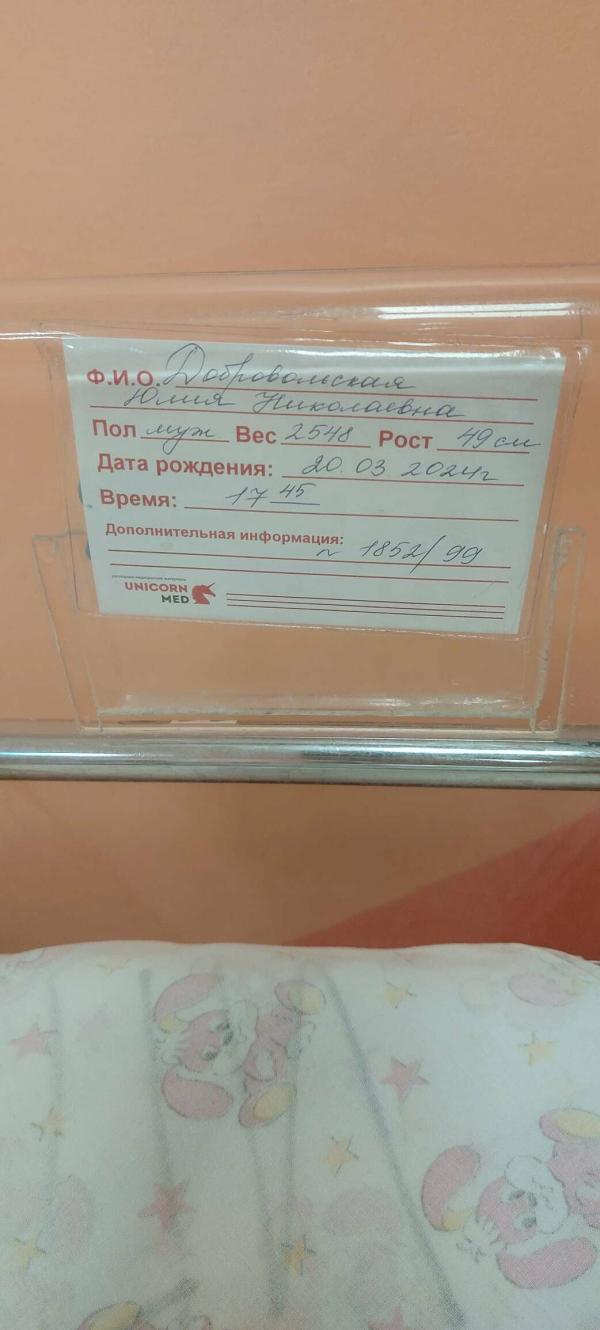 Ф.И.О. Добровольская
Юлия Николаевна
Пол муж Вес 2548 Рост 49 см
Дата рождения: 20.03 2024г
Время: 17 45
Дополнительная информация:
№ 1852/99
UNICORN
MED